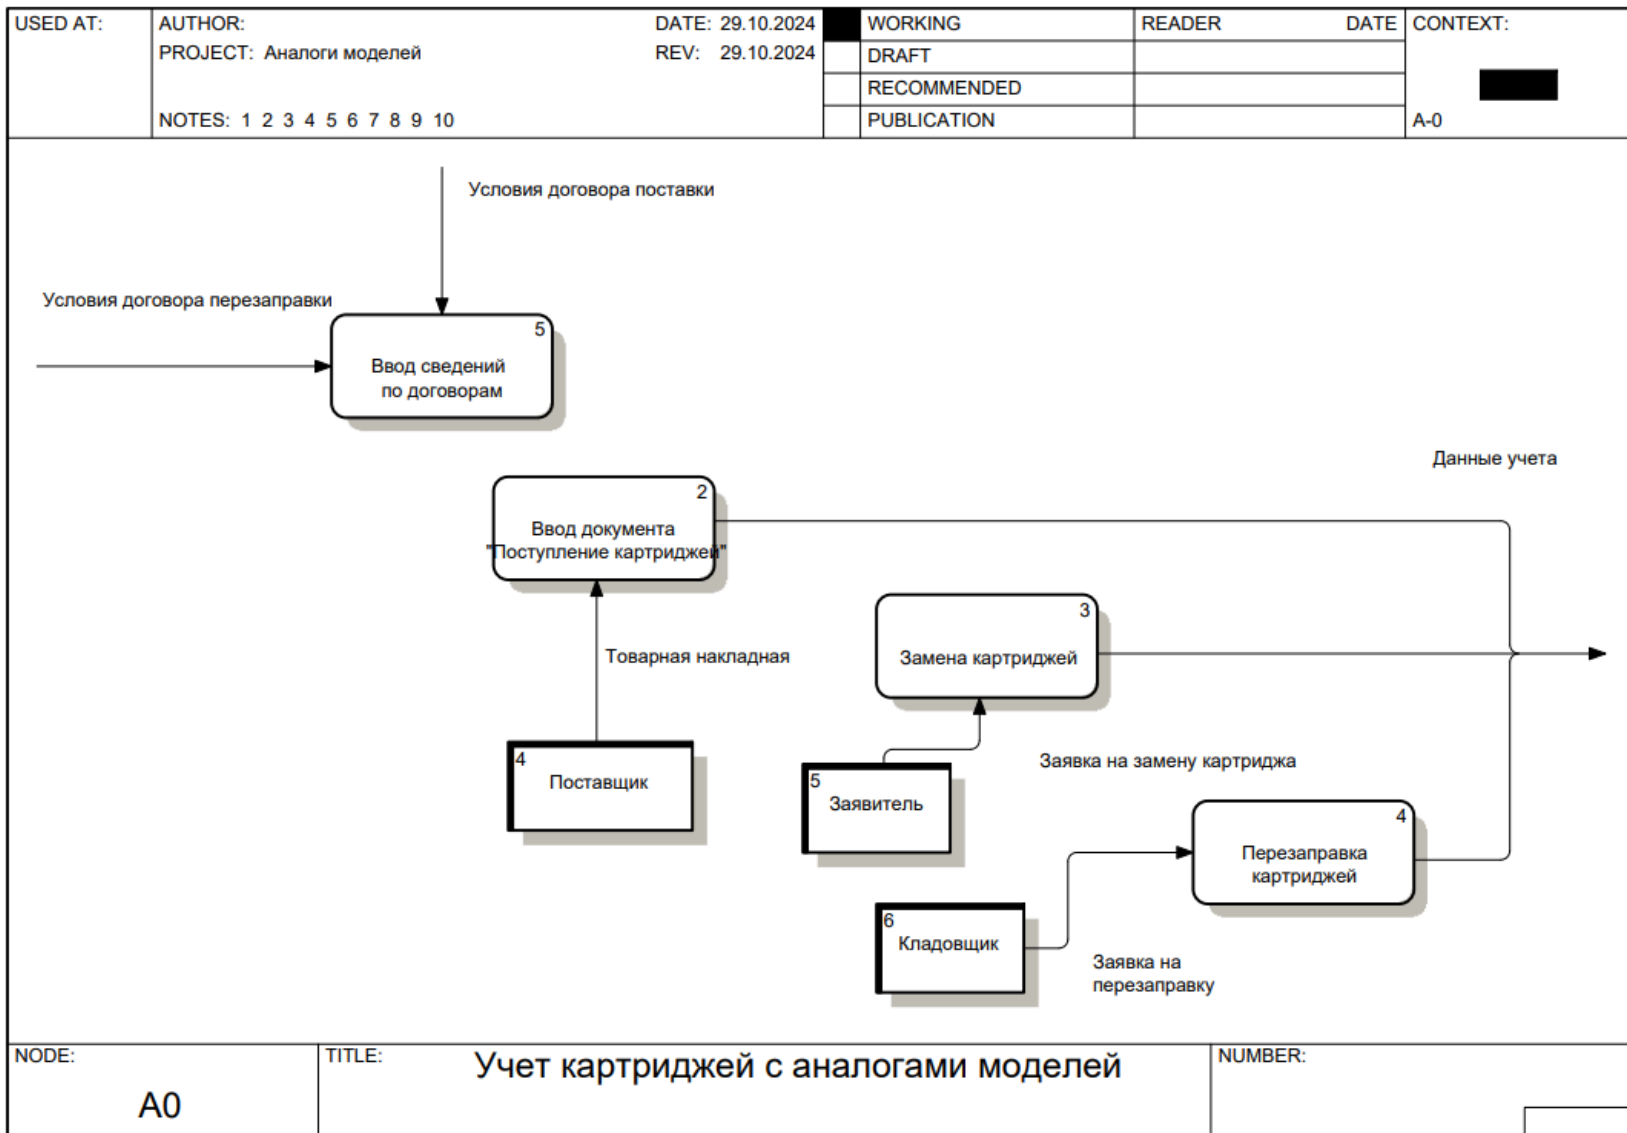 USED AT:
AUTHOR:
DATE: 29.10.2024
PROJECT: Аналоги моделей
REV: 29.10.2024
NOTES: 1 2 3 4 5 6 7 8 9 10
WORKING
DRAFT
RECOMMENDED
PUBLICATION
READER DATE
CONTEXT:
A-0
Условия договора поставки
Условия договора перезаправки
5
Ввод сведений
по договорам
Данные учета
2
Ввод документа
"Поступление картриджей"
3
Замена картриджей
Товарная накладная
4
Поставщик
5
Заявитель
Заявка на замену картриджа
4
Перезаправка
картриджей
6
Кладовщик
Заявка на
перезаправку
NODE:
A0
TITLE:
Учет картриджей с аналогами моделей
NUMBER: